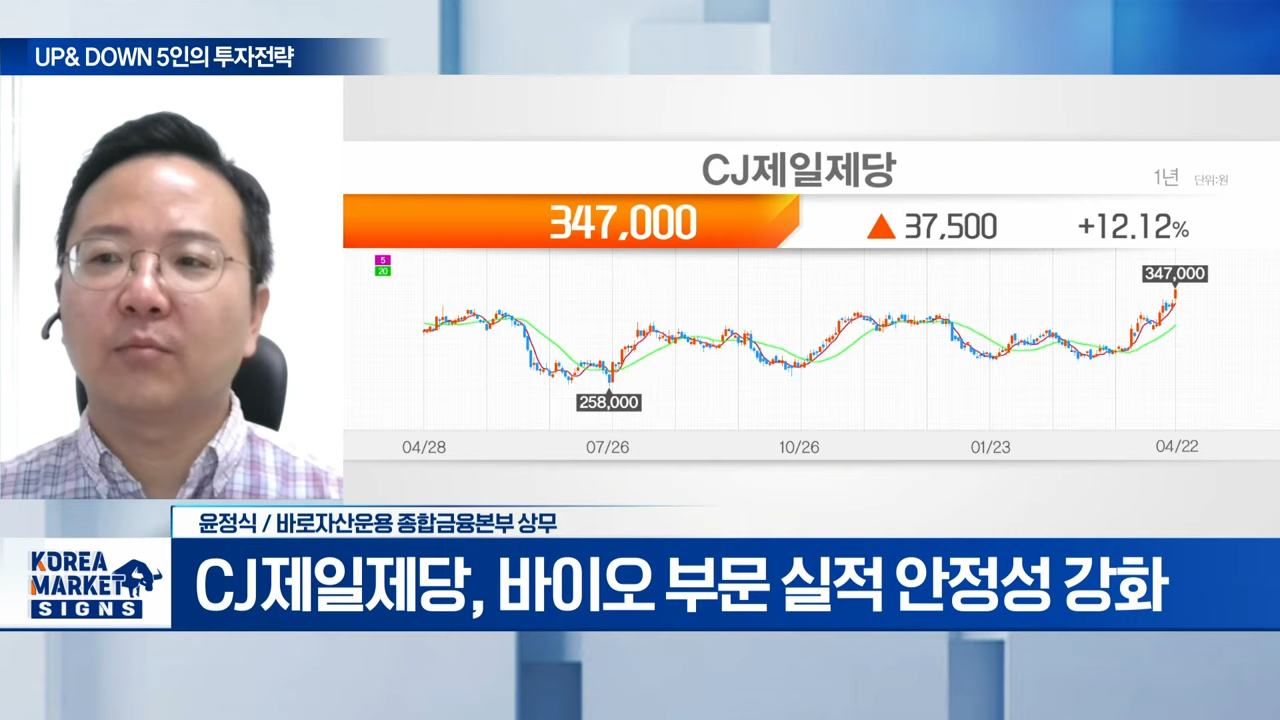 UP& DOWN 5인의 투자전략
CJ제일제당
1년 단위:원
347,000 ▲ 37,500 +12.12%
5
20
347,000
258,000
04/28 07/26 10/26 01/23 04/22
윤정식 / 바로자산운용 종합금융본부 상무
KOREA
MARKET
SIGNS
CJ제일제당, 바이오 부문 실적 안정성 강화